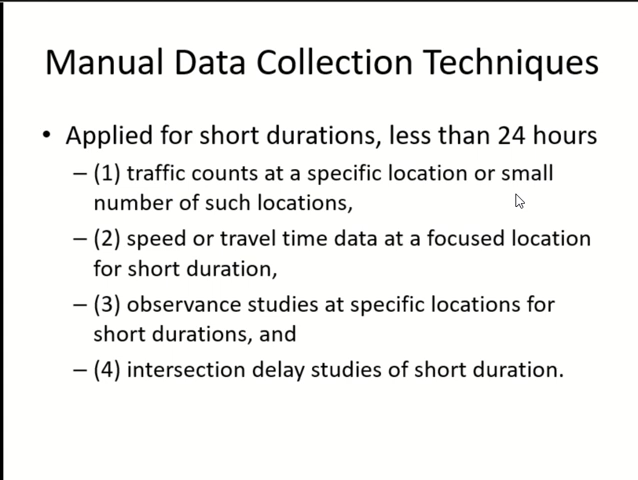 Manual Data Collection Techniques
• Applied for short durations, less than 24 hours
– (1) traffic counts at a specific location or small
number of such locations,
– (2) speed or travel time data at a focused location
for short duration,
– (3) observance studies at specific locations for
short durations, and
– (4) intersection delay studies of short duration.